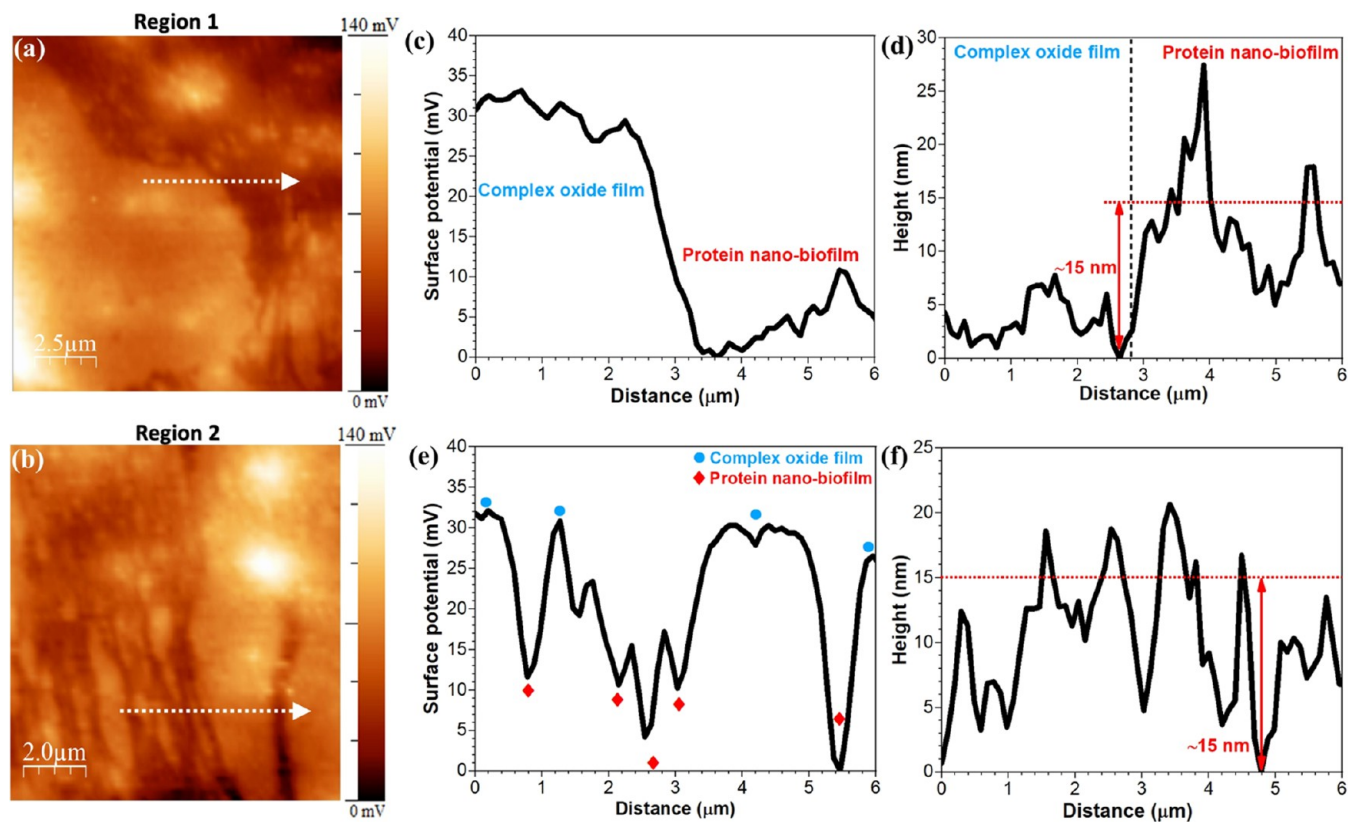 Region 1
140 mV
(a)
2.5μm
0 mV
(c)
40
35
30
25
20
15
10
5
0
Surface potential (mV)
Complex oxide film
Protein nano-biofilm
0 1 2 3 4 5 6
Distance (μm)
(d)
30
25
20
15
10
5
0
Height (nm)
Complex oxide film
Protein nano-biofilm
~15 nm
0 1 2 3 4 5 6
Distance (μm)
Region 2
140 mV
(b)
2.0μm
0 mV
(e)
40
35
30
25
20
15
10
5
0
Surface potential (mV)
Complex oxide film
Protein nano-biofilm
0 1 2 3 4 5 6
Distance (μm)
(f)
25
20
15
10
5
0
Height (nm)
~15 nm
0 1 2 3 4 5 6
Distance (μm)